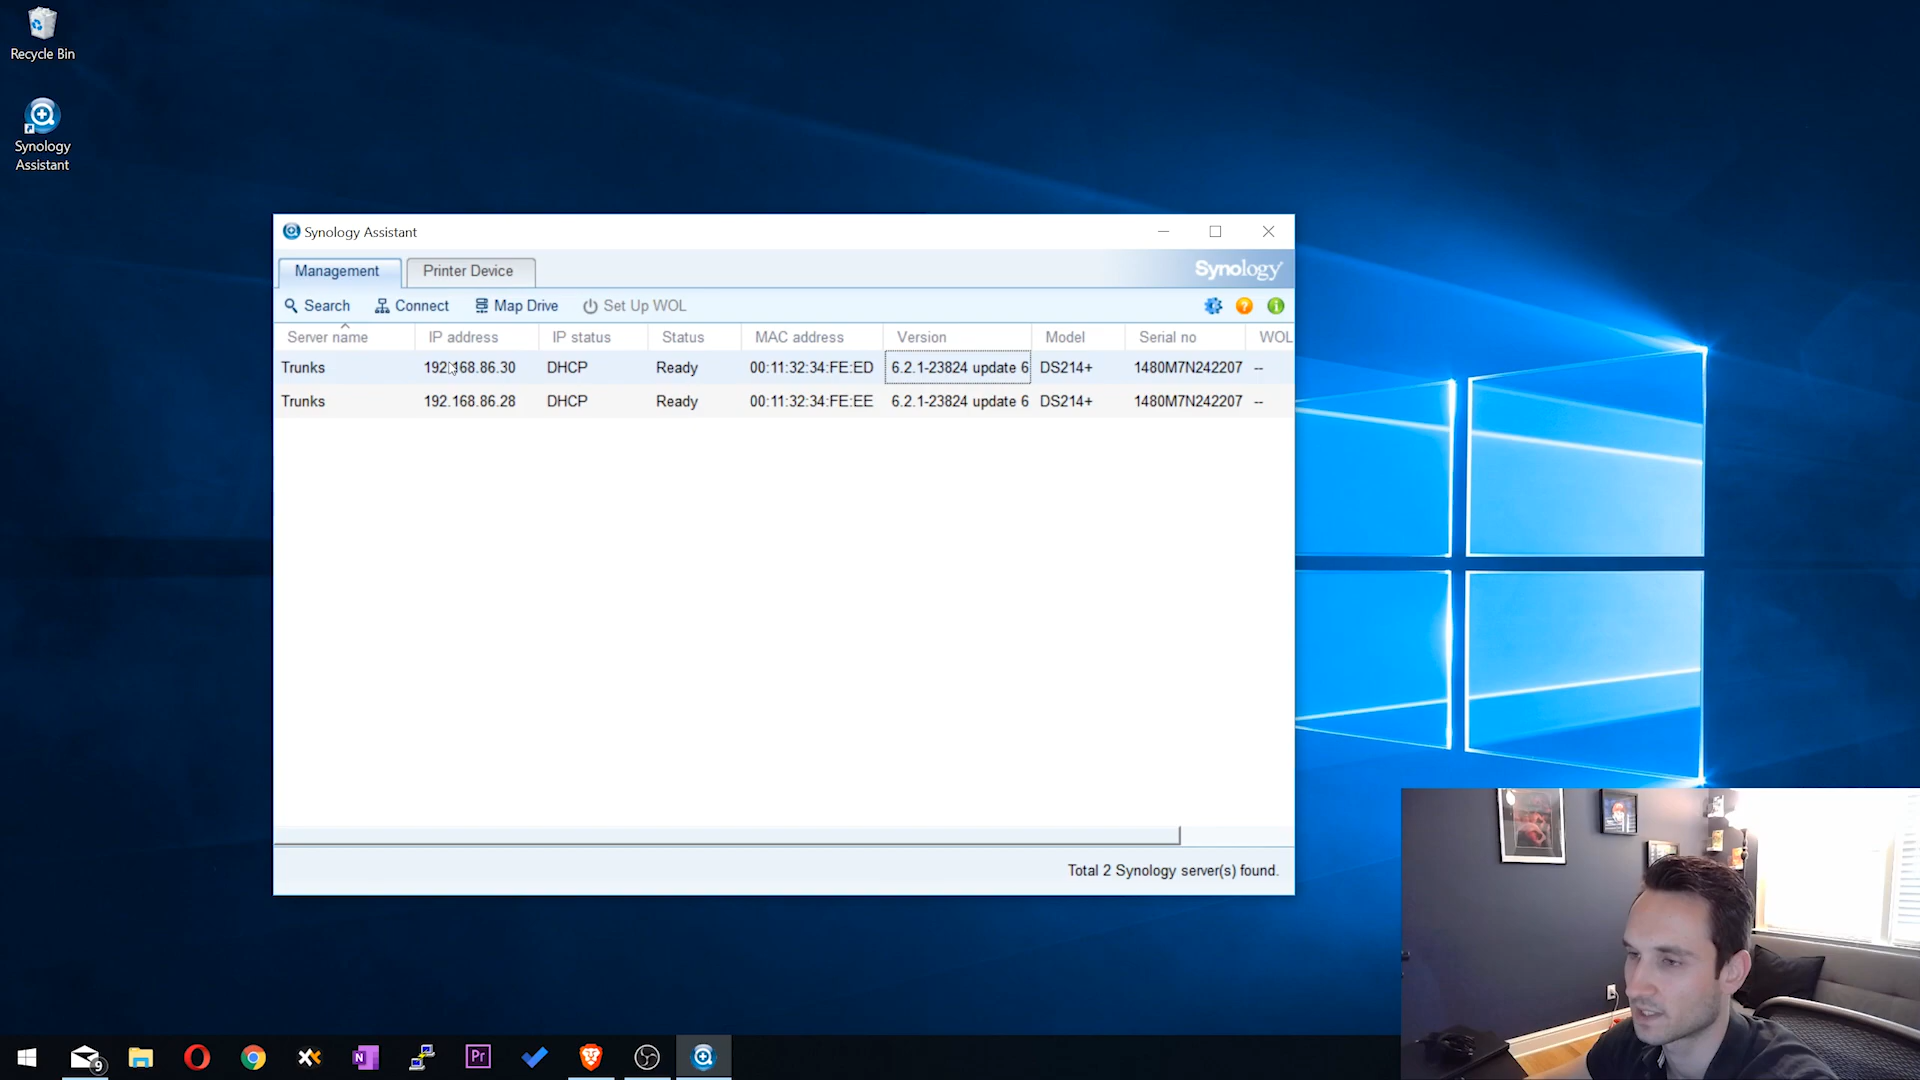 Recycle Bin
Synology
Assistant
Synology Assistant
Management
Printer Device
Synology
Search
Connect
Map Drive
Set Up WOL
Server name
IP address
IP status
Status
MAC address
Version
Model
Serial no
WOL
Trunks
192.168.86.30
DHCP
Ready
00:11:32:34:FE:ED
6.2.1-23824 update 6
DS214+
1480M7N242207
--
Trunks
192.168.86.28
DHCP
Ready
00:11:32:34:FE:EE
6.2.1-23824 update 6
DS214+
1480M7N242207
--
Total 2 Synology server(s) found.
9
N
Pr